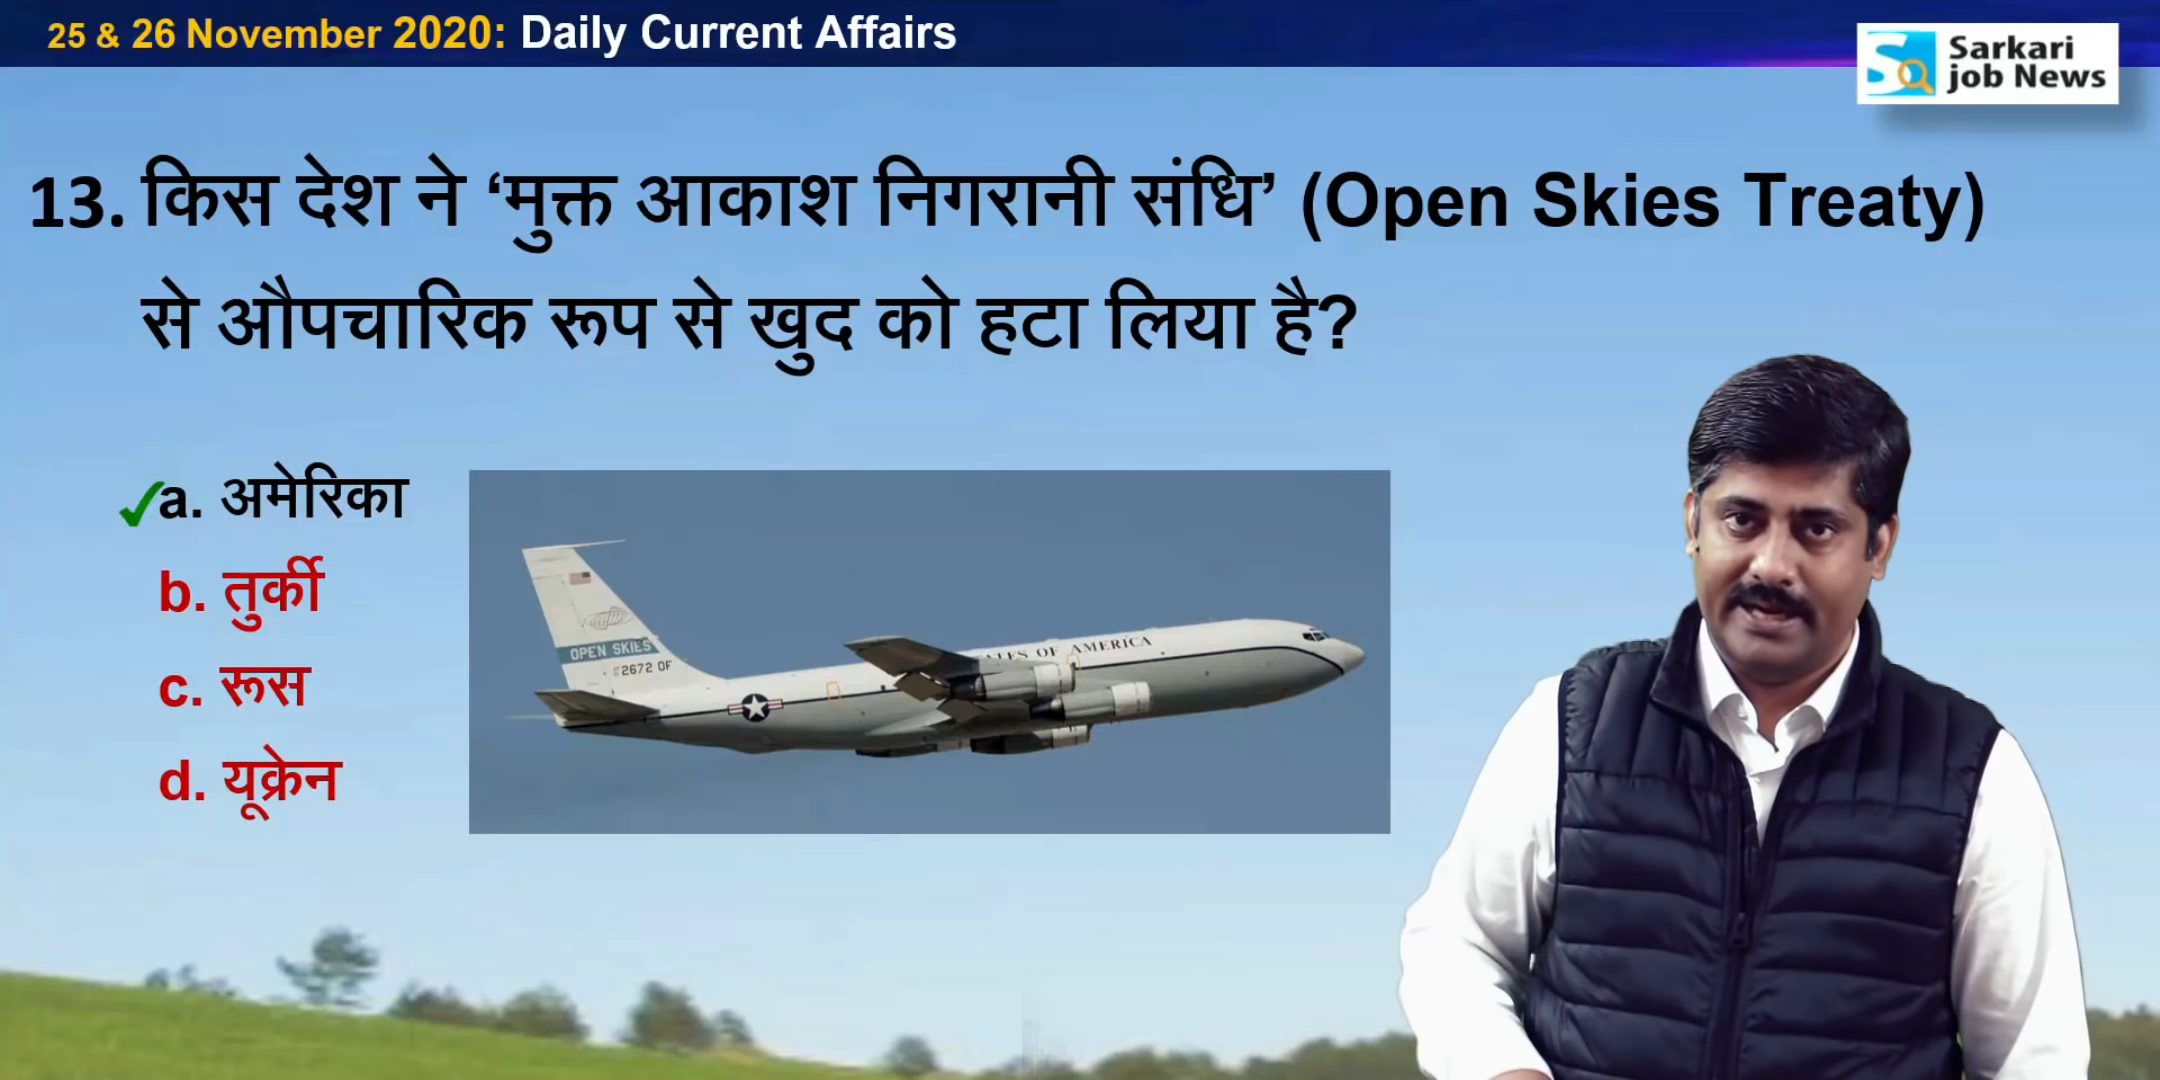 25 & 26 November 2020: Daily Current Affairs
Sarkari
job News
13. किस देश ने ‘मुक्त आकाश निगरानी संधि’ (Open Skies Treaty)
से औपचारिक रूप से खुद को हटा लिया है?
a. अमेरिका
b. तुर्की
c. रूस
d. यूक्रेन
OPEN SKIES
2672 OF
OF AMERICA